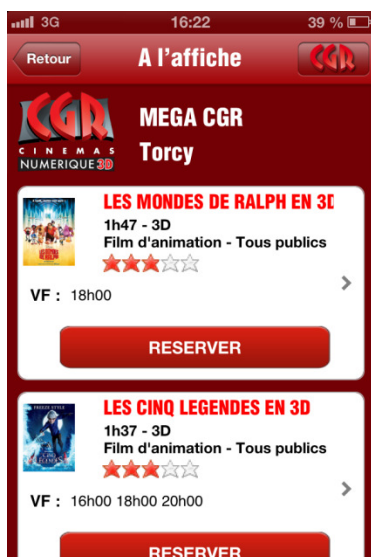 3G 16:22 39 %
Retour A l'affiche CGR
CGR
CINEMAS
NUMERIQUE 3D
MEGA CGR
Torcy
LES MONDES DE RALPH EN 3D
1h47 - 3D
Film d'animation - Tous publics
VF : 18h00
RESERVER
LES CINQ LEGENDES EN 3D
1h37 - 3D
Film d'animation - Tous publics
VF : 16h00 18h00 20h00
RESERVER